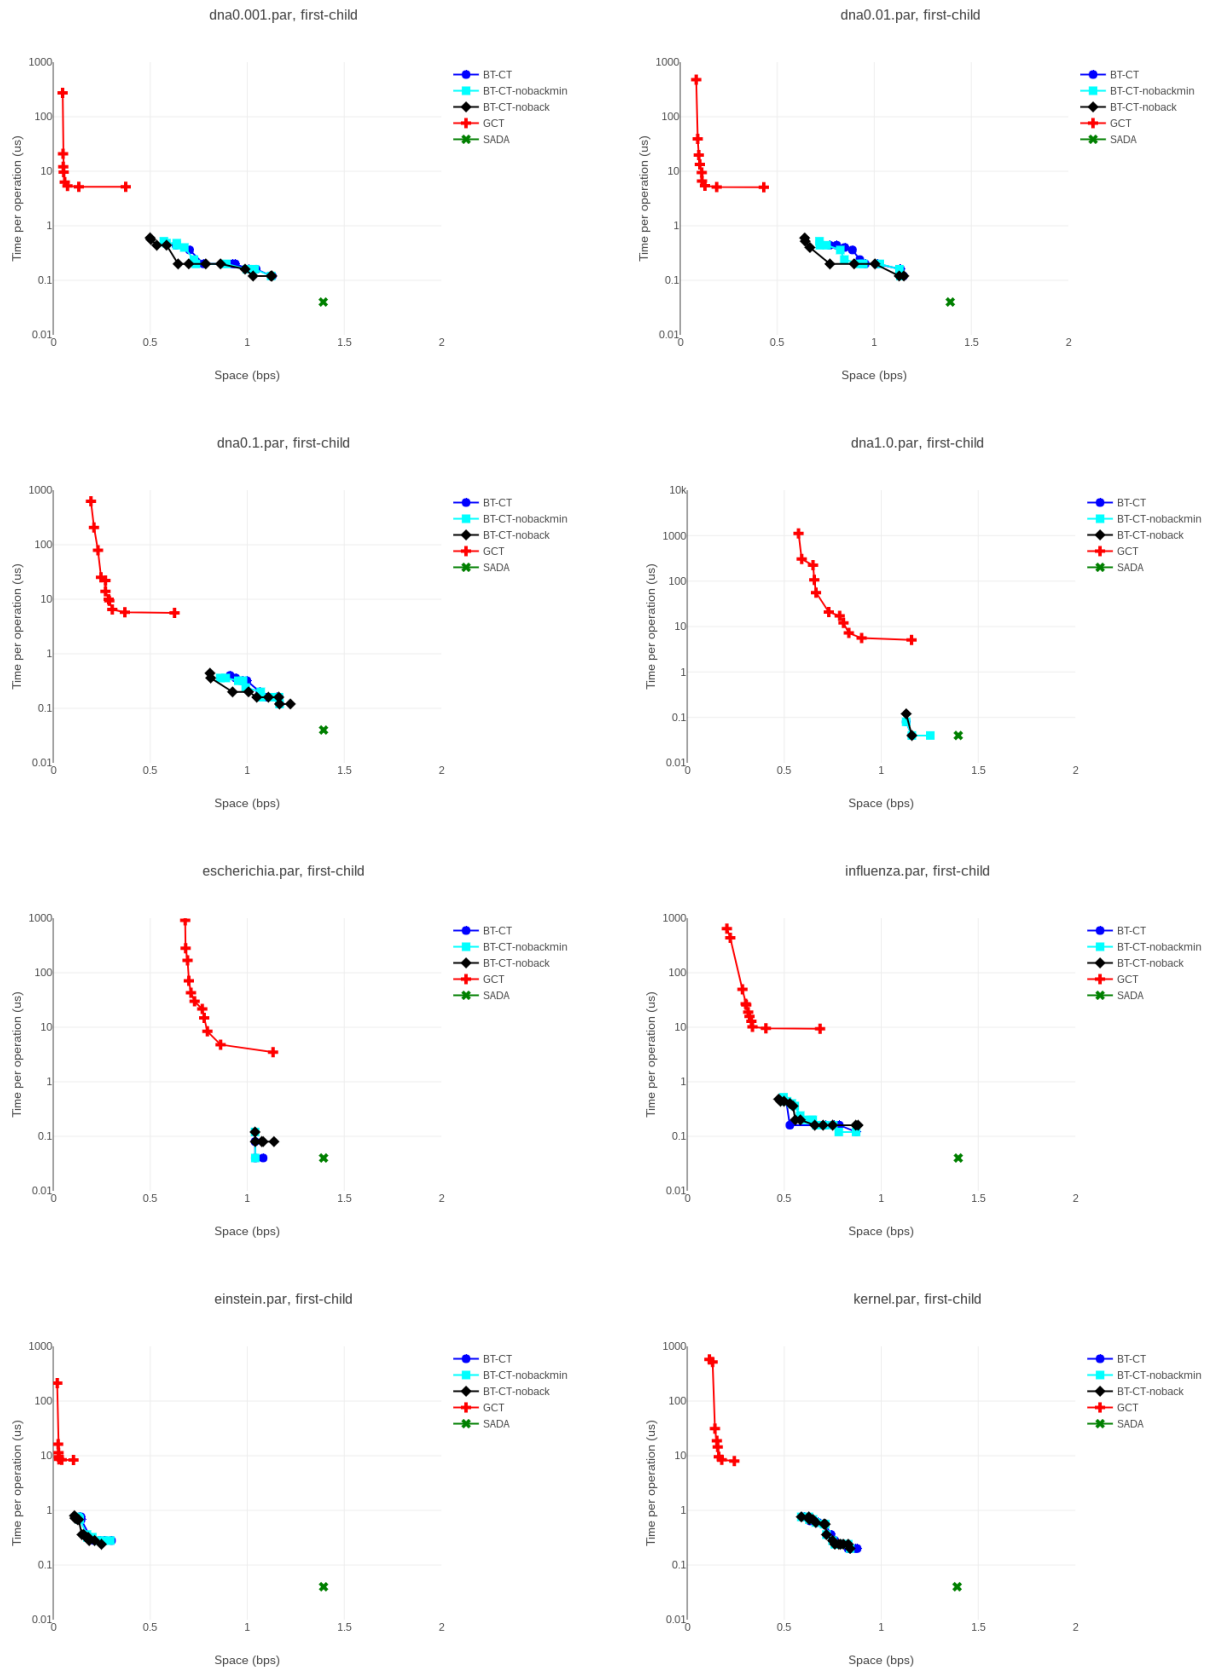 dna0.001.par, first-child
Time per operation (us)
1000
100
10
1
0.1
0.01
0
0.5
1
1.5
2
Space (bps)
BT-CT
BT-CT-nobackmin
BT-CT-noback
GCT
SADA
dna0.01.par, first-child
Time per operation (us)
1000
100
10
1
0.1
0.01
0
0.5
1
1.5
2
Space (bps)
BT-CT
BT-CT-nobackmin
BT-CT-noback
GCT
SADA
dna0.1.par, first-child
Time per operation (us)
1000
100
10
1
0.1
0.01
0
0.5
1
1.5
2
Space (bps)
BT-CT
BT-CT-nobackmin
BT-CT-noback
GCT
SADA
dna1.0.par, first-child
Time per operation (us)
10k
1000
100
10
1
0.1
0.01
0
0.5
1
1.5
2
Space (bps)
BT-CT
BT-CT-nobackmin
BT-CT-noback
GCT
SADA
escherichia.par, first-child
Time per operation (us)
1000
100
10
1
0.1
0.01
0
0.5
1
1.5
2
Space (bps)
BT-CT
BT-CT-nobackmin
BT-CT-noback
GCT
SADA
influenza.par, first-child
Time per operation (us)
1000
100
10
1
0.1
0.01
0
0.5
1
1.5
2
Space (bps)
BT-CT
BT-CT-nobackmin
BT-CT-noback
GCT
SADA
einstein.par, first-child
Time per operation (us)
1000
100
10
1
0.1
0.01
0
0.5
1
1.5
2
Space (bps)
BT-CT
BT-CT-nobackmin
BT-CT-noback
GCT
SADA
kernel.par, first-child
Time per operation (us)
1000
100
10
1
0.1
0.01
0
0.5
1
1.5
2
Space (bps)
BT-CT
BT-CT-nobackmin
BT-CT-noback
GCT
SADA